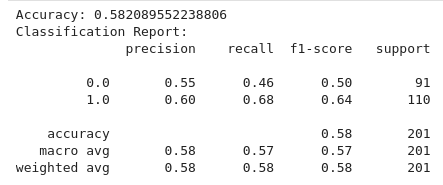 Accuracy: 0.582089552238806
Classification Report:
precision recall f1-score support
0.0 0.55 0.46 0.50 91
1.0 0.60 0.68 0.64 110
accuracy 0.58 201
macro avg 0.58 0.57 0.57 201
weighted avg 0.58 0.58 0.58 201